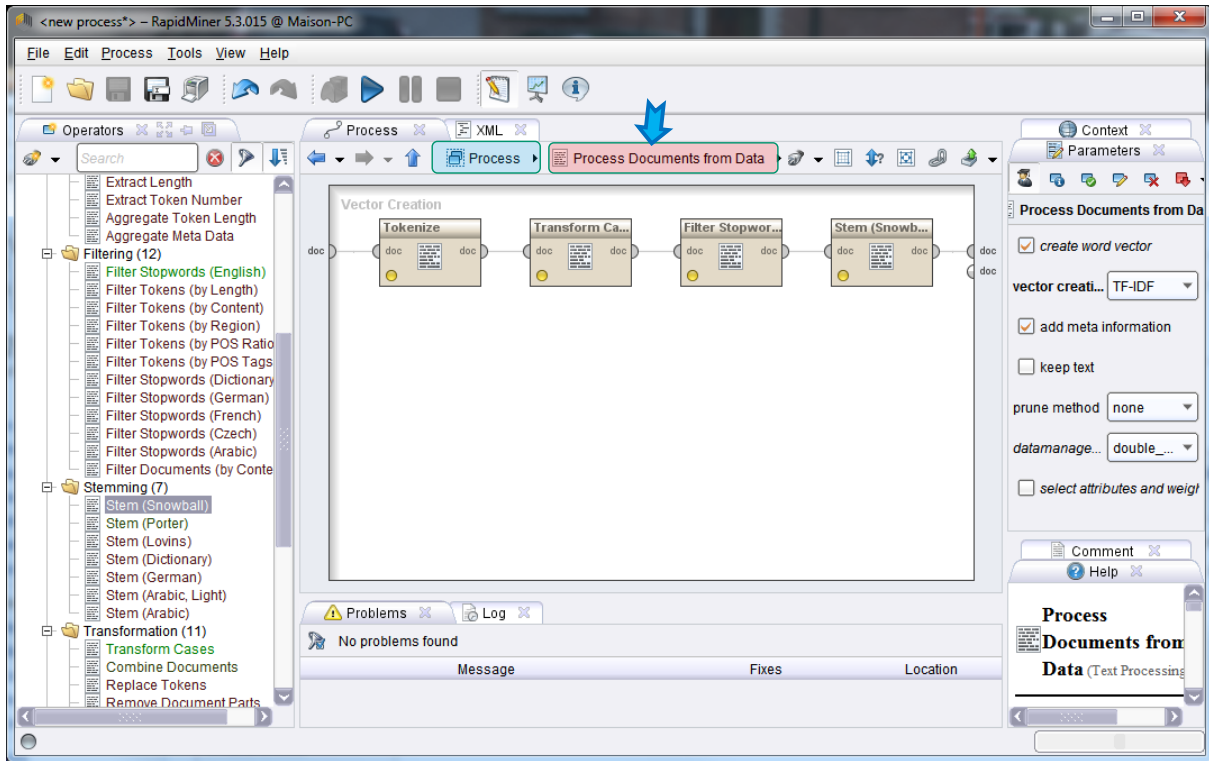 <new process*> – RapidMiner 5.3.015 @ Maison-PC
File Edit Process Tools View Help
Operators
Search
Extract Length
Extract Token Number
Aggregate Token Length
Aggregate Meta Data
Filtering (12)
Filter Stopwords (English)
Filter Tokens (by Length)
Filter Tokens (by Content)
Filter Tokens (by Region)
Filter Tokens (by POS Ratio
Filter Tokens (by POS Tags
Filter Stopwords (Dictionary
Filter Stopwords (German)
Filter Stopwords (French)
Filter Stopwords (Czech)
Filter Stopwords (Arabic)
Filter Documents (by Conte
Stemming (7)
Stem (Snowball)
Stem (Porter)
Stem (Lovins)
Stem (Dictionary)
Stem (German)
Stem (Arabic, Light)
Stem (Arabic)
Transformation (11)
Transform Cases
Combine Documents
Replace Tokens
Remove Document Parts
Process XML
Process Process Documents from Data
Vector Creation
Tokenize Transform Ca... Filter Stopwor... Stem (Snowb...
doc doc doc doc doc doc doc doc doc doc
doc
Problems Log
No problems found
Message Fixes Location
Context
Parameters
Process Documents from Da
create word vector
vector creati... TF-IDF
add meta information
keep text
prune method none
datamanage... double_...
select attributes and weigh
Comment
Help
Process
Documents from
Data (Text Processing